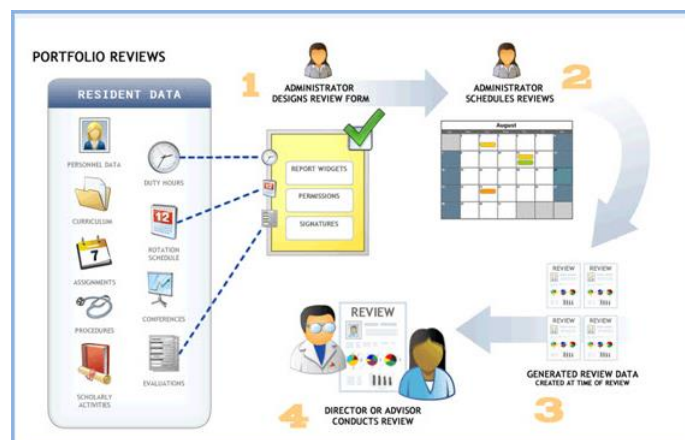 PORTFOLIO REVIEWS
RESIDENT DATA
PERSONNEL DATA
DUTY HOURS
CURRICULUM
12
ROTATION
SCHEDULE
7
ASSIGNMENTS
CONFERENCES
PROCEDURES
EVALUATIONS
SCHOLARLY
ACTIVITIES
1
ADMINISTRATOR
DESIGNS REVIEW FORM
12
REPORT WIDGETS
PERMISSIONS
SIGNATURES
2
ADMINISTRATOR
SCHEDULES REVIEWS
August
REVIEW
REVIEW
REVIEW
REVIEW
GENERATED REVIEW DATA
CREATED AT TIME OF REVIEW
3
REVIEW
4
DIRECTOR OR ADVISOR
CONDUCTS REVIEW